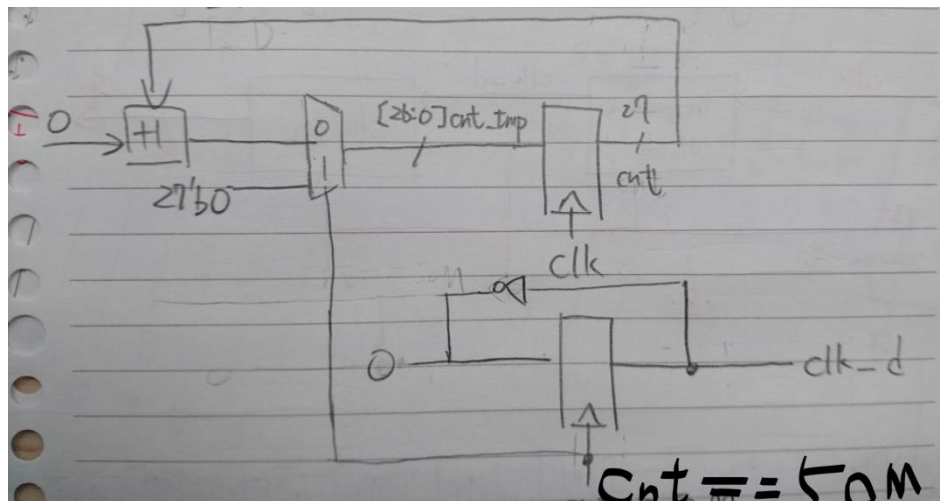 27
0
+1
0
1
[26:0]cnt_tmp
cnt
27'b0
clk
0
clk_d
cnt == 50M